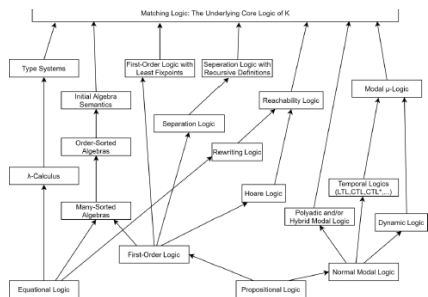 Matching Logic: The Underlying Core Logic of K
Type Systems
First-Order Logic with
Least Fixpoints
Seperation Logic with
Recursive Definitions
Modal μ-Logic
Initial Algebra
Semantics
Reachability Logic
Separation Logic
Order-Sorted
Algebras
Rewriting Logic
λ-Calculus
Hoare Logic
Temporal Logics
(LTL,CTL,CTL*,...)
Many-Sorted
Algebras
Polyadic and/or
Hybrid Modal Logic
Dynamic Logic
First-Order Logic
Normal Modal Logic
Equational Logic
Propositional Logic